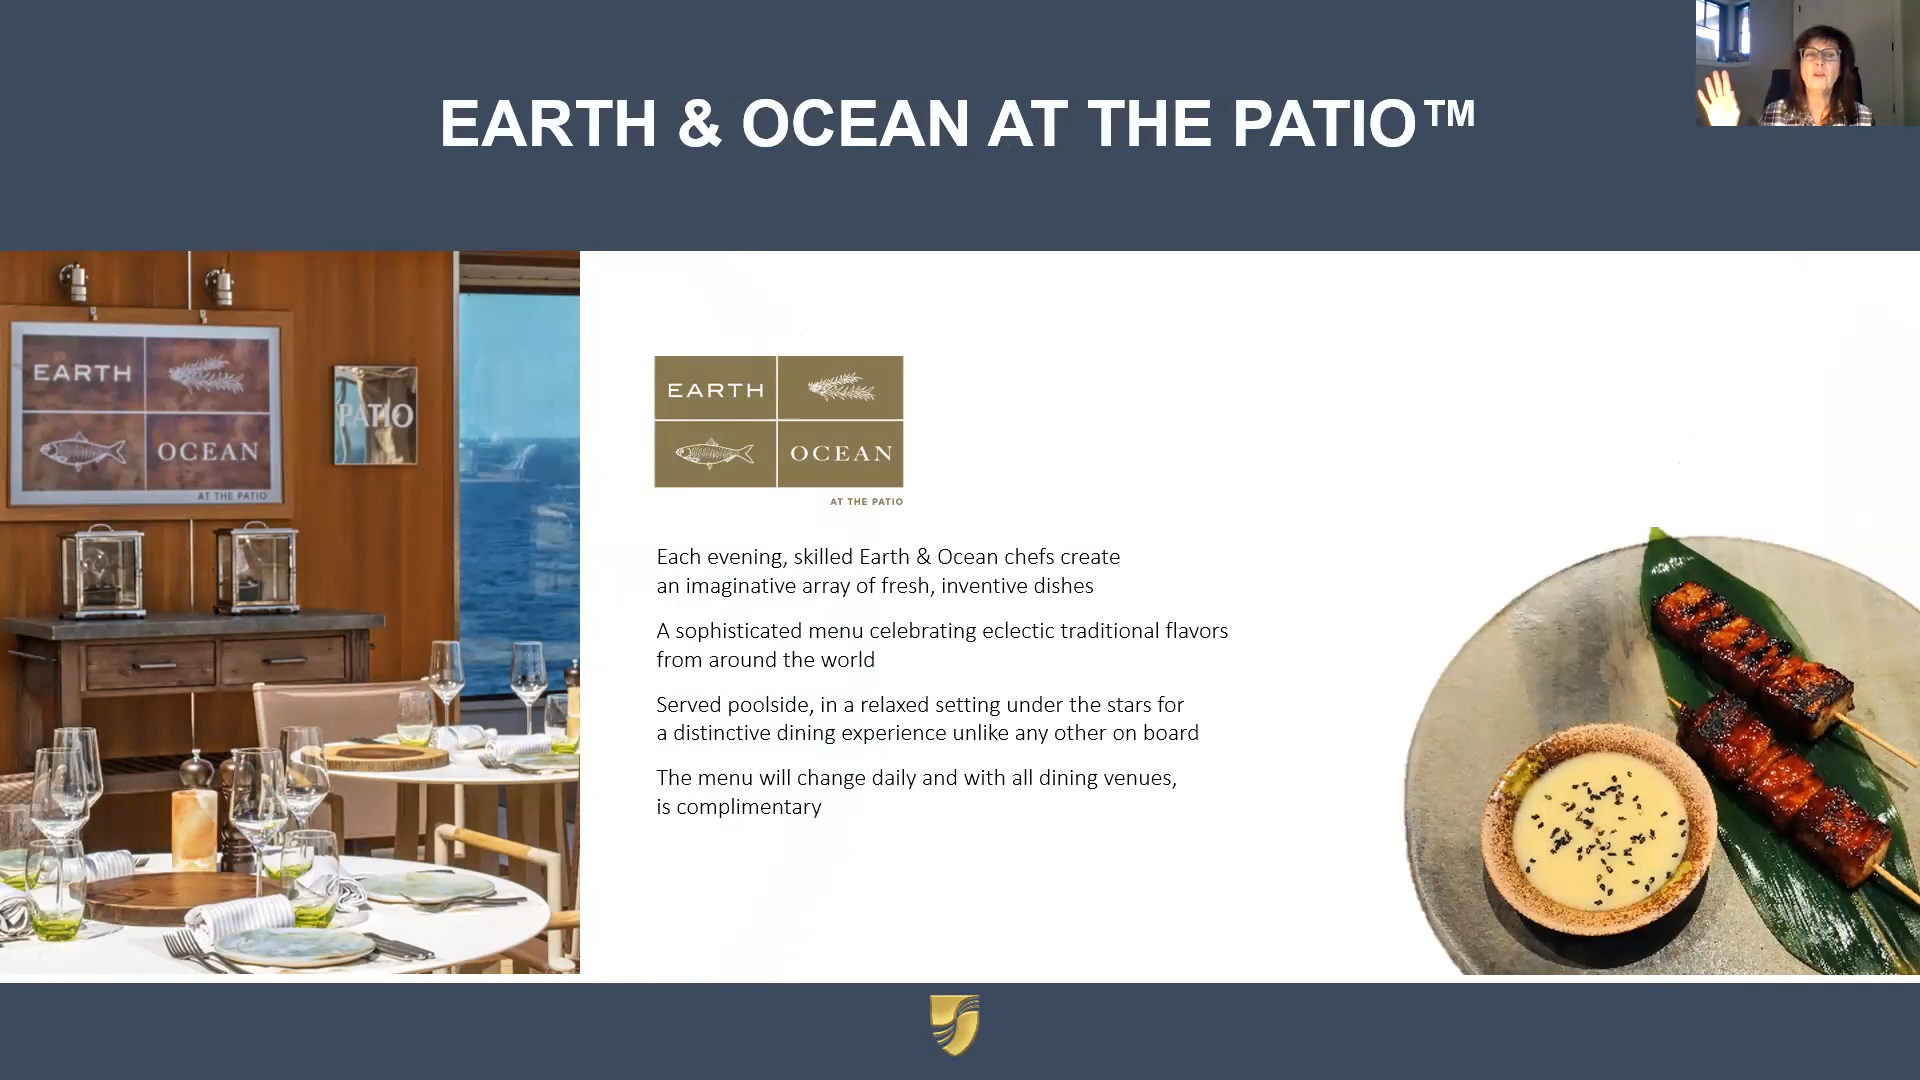 EARTH & OCEAN AT THE PATIO™
EARTH
OCEAN
AT THE PATIO
PATIO
EARTH
OCEAN
AT THE PATIO
Each evening, skilled Earth & Ocean chefs create
an imaginative array of fresh, inventive dishes
A sophisticated menu celebrating eclectic traditional flavors
from around the world
Served poolside, in a relaxed setting under the stars for
a distinctive dining experience unlike any other on board
The menu will change daily and with all dining venues,
is complimentary